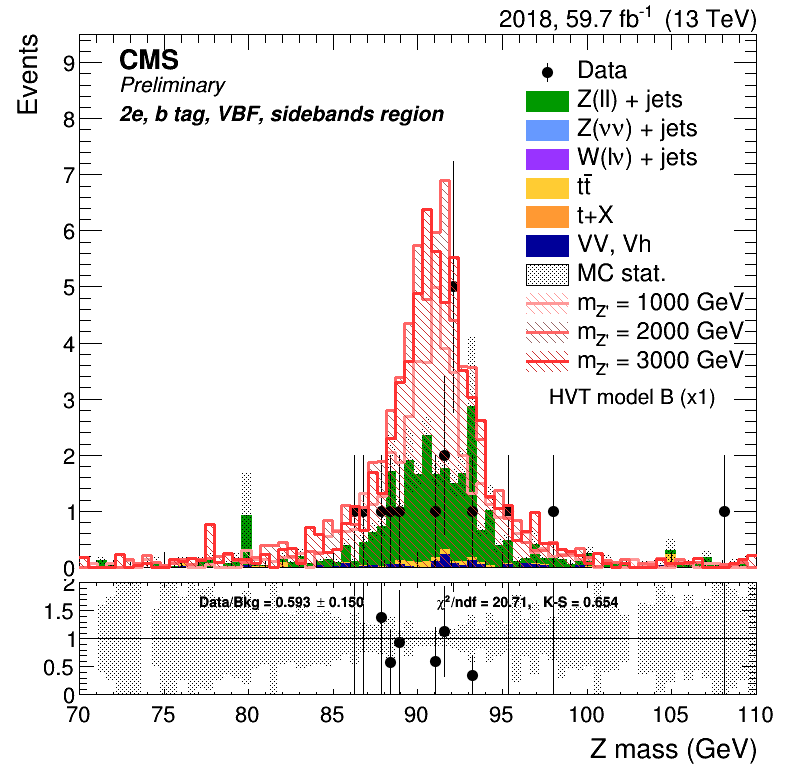 2018, 59.7 fb⁻¹ (13 TeV)
Events
CMS
Preliminary
2e, b tag, VBF, sidebands region
Data
Z(ll) + jets
Z(νν) + jets
W(lν) + jets
tt̄
t+X
VV, Vh
MC stat.
m_Z' = 1000 GeV
m_Z' = 2000 GeV
m_Z' = 3000 GeV
HVT model B (x1)
9
8
7
6
5
4
3
2
1
0
Data/Bkg = 0.593 ± 0.150
χ²/ndf = 20.71, K-S = 0.654
2
1.5
1
0.5
0
70 75 80 85 90 95 100 105 110
Z mass (GeV)